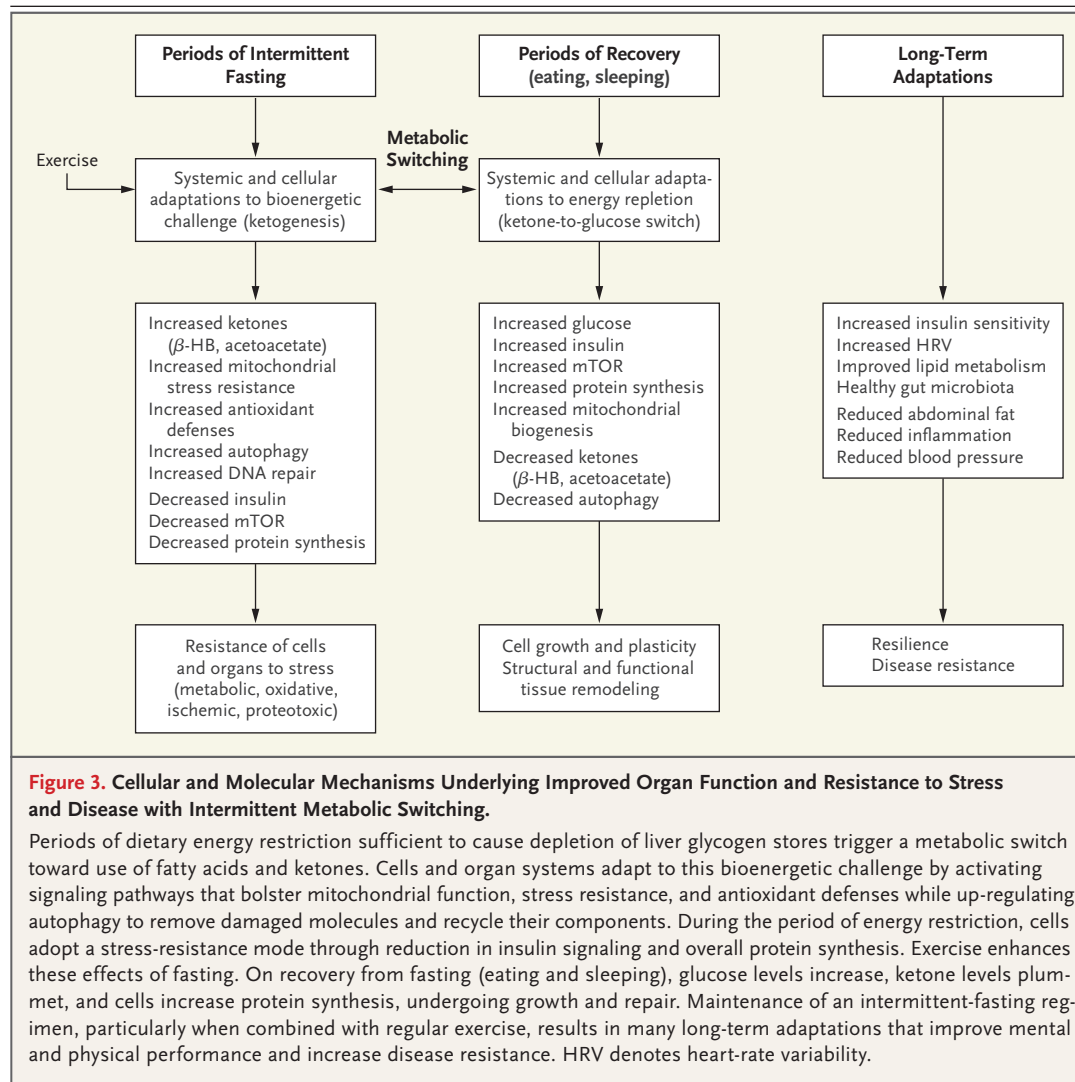 Periods of Intermittent
Fasting
Exercise
Systemic and cellular
adaptations to bioenergetic
challenge (ketogenesis)
Increased ketones
(β-HB, acetoacetate)
Increased mitochondrial
stress resistance
Increased antioxidant
defenses
Increased autophagy
Increased DNA repair
Decreased insulin
Decreased mTOR
Decreased protein synthesis
Resistance of cells
and organs to stress
(metabolic, oxidative,
ischemic, proteotoxic)
Metabolic
Switching
Periods of Recovery
(eating, sleeping)
Systemic and cellular adapta-
tions to energy repletion
(ketone-to-glucose switch)
Increased glucose
Increased insulin
Increased mTOR
Increased protein synthesis
Increased mitochondrial
biogenesis
Decreased ketones
(β-HB, acetoacetate)
Decreased autophagy
Cell growth and plasticity
Structural and functional
tissue remodeling
Long-Term
Adaptations
Increased insulin sensitivity
Increased HRV
Improved lipid metabolism
Healthy gut microbiota
Reduced abdominal fat
Reduced inflammation
Reduced blood pressure
Resilience
Disease resistance
Figure 3. Cellular and Molecular Mechanisms Underlying Improved Organ Function and Resistance to Stress
and Disease with Intermittent Metabolic Switching.
Periods of dietary energy restriction sufficient to cause depletion of liver glycogen stores trigger a metabolic switch
toward use of fatty acids and ketones. Cells and organ systems adapt to this bioenergetic challenge by activating
signaling pathways that bolster mitochondrial function, stress resistance, and antioxidant defenses while up-regulating
autophagy to remove damaged molecules and recycle their components. During the period of energy restriction, cells
adopt a stress-resistance mode through reduction in insulin signaling and overall protein synthesis. Exercise enhances
these effects of fasting. On recovery from fasting (eating and sleeping), glucose levels increase, ketone levels plum-
met, and cells increase protein synthesis, undergoing growth and repair. Maintenance of an intermittent-fasting reg-
imen, particularly when combined with regular exercise, results in many long-term adaptations that improve mental
and physical performance and increase disease resistance. HRV denotes heart-rate variability.